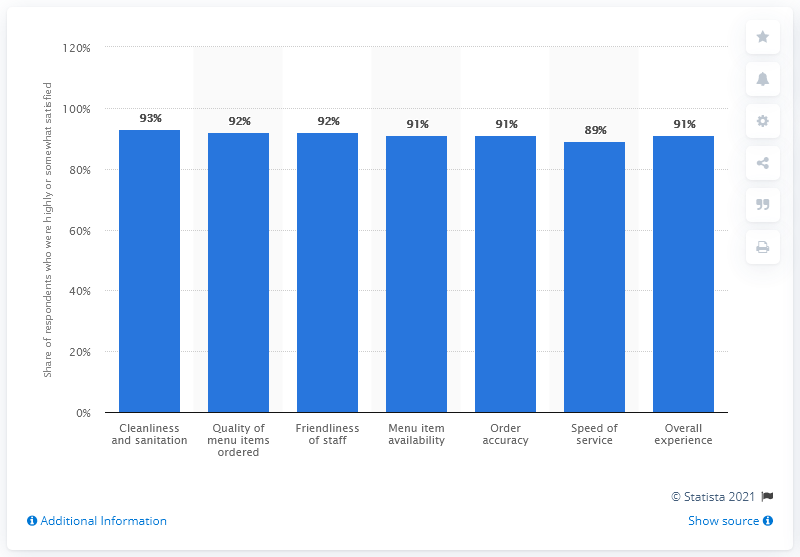 120%
100%
80%
60%
40%
20%
0%
Share of respondents who were highly or somewhat satisfied
93%
92%
92%
91%
91%
89%
91%
Cleanliness
and sanitation
Quality of
menu items
ordered
Friendliness
of staff
Menu item
availability
Order
accuracy
Speed of
service
Overall
experience
© Statista 2021
Additional Information
Show source